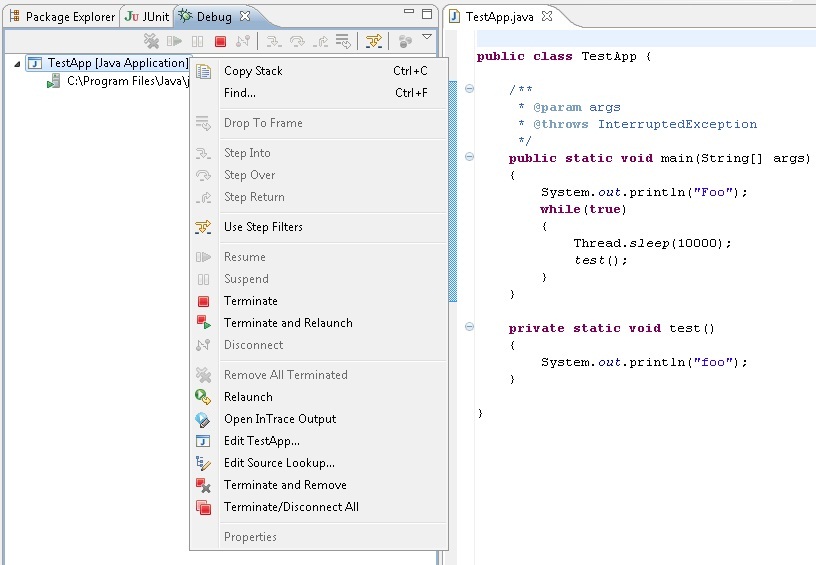 Package Explorer
JUnit
Debug
TestApp [Java Application]
C:\Program Files\Java\j
Copy Stack Ctrl+C
Find... Ctrl+F
Drop To Frame
Step Into
Step Over
Step Return
Use Step Filters
Resume
Suspend
Terminate
Terminate and Relaunch
Disconnect
Remove All Terminated
Relaunch
Open InTrace Output
Edit TestApp...
Edit Source Lookup...
Terminate and Remove
Terminate/Disconnect All
Properties
TestApp.java
public class TestApp {
/**
* @param args
* @throws InterruptedException
*/
public static void main(String[] args)
{
System.out.println("Foo");
while(true)
{
Thread.sleep(10000);
test();
}
}
private static void test()
{
System.out.println("foo");
}
}